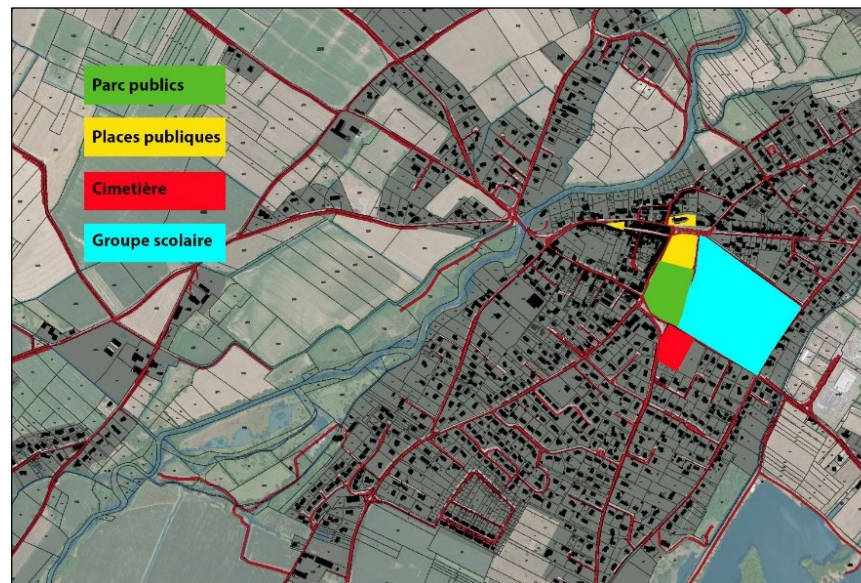 Parc publics
Places publiques
Cimetière
Groupe scolaire